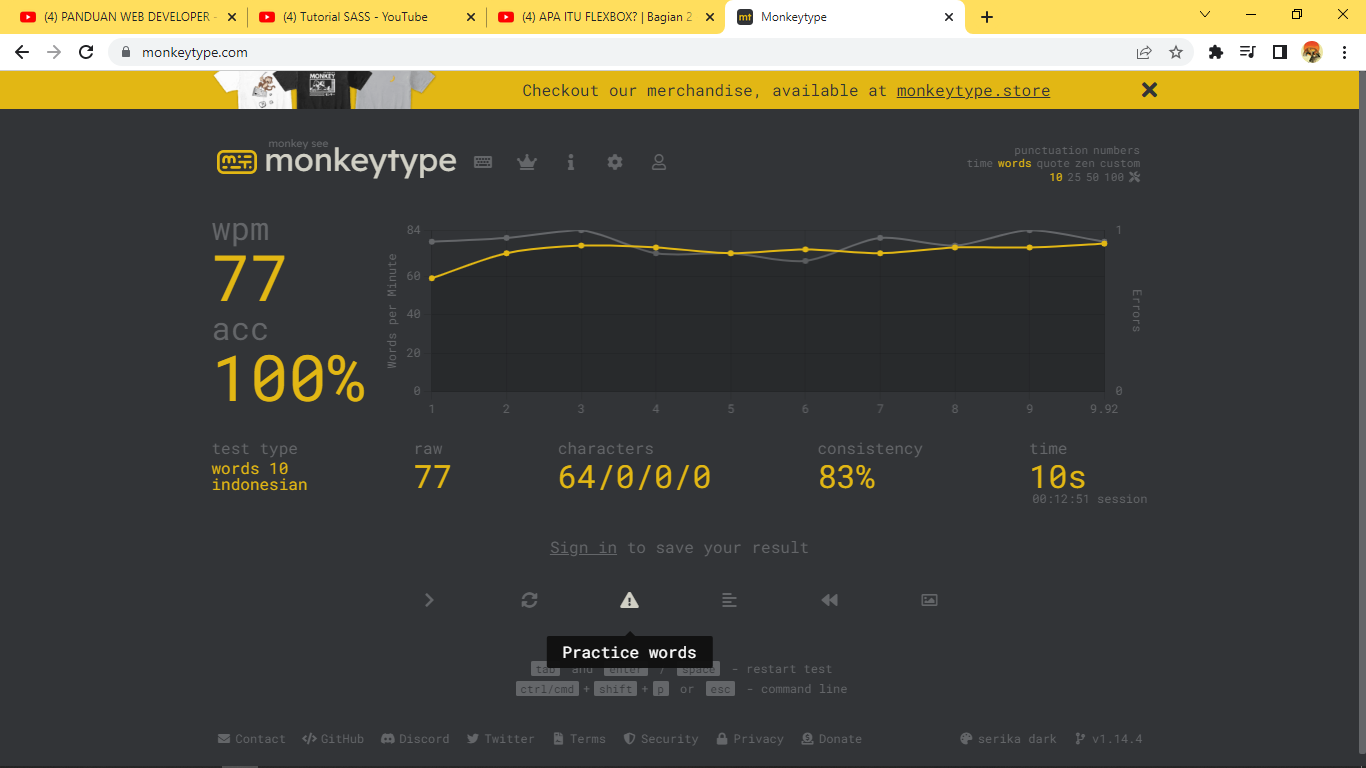 (4) PANDUAN WEB DEVELOPER -
(4) Tutorial SASS - YouTube
(4) APA ITU FLEXBOX? | Bagian 2
mt
Monkeytype
monkeytype.com
MONKEY
Checkout our merchandise, available at monkeytype.store
monkey see
monkeytype
punctuation numbers
time words quote zen custom
10 25 50 100
wpm
77
acc
100%
Words per Minute
84
60
40
20
0
1 2 3 4 5 6 7 8 9 9.92
1
0
Errors
test type
words 10
indonesian
raw
77
characters
64/0/0/0
consistency
83%
time
10s
00:12:51 session
Sign in to save your result
Practice words
tab and enter / space - restart test
ctrl/cmd + shift + p or esc - command line
Contact GitHub Discord Twitter Terms Security Privacy Donate
serika dark v1.14.4